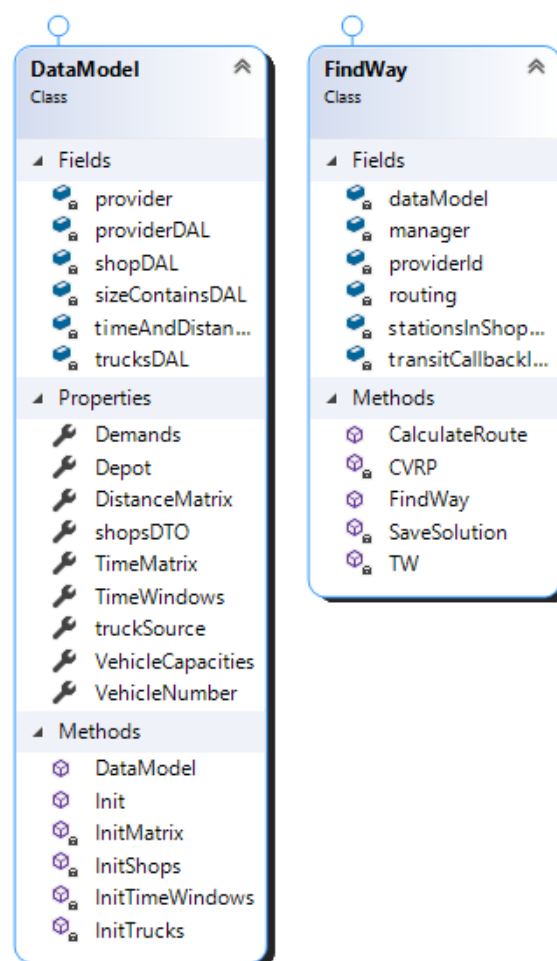 DataModel
Class
Fields
provider
providerDAL
shopDAL
sizeContainsDAL
timeAndDistan...
trucksDAL
Properties
Demands
Depot
DistanceMatrix
shopsDTO
TimeMatrix
TimeWindows
truckSource
VehicleCapacities
VehicleNumber
Methods
DataModel
Init
InitMatrix
InitShops
InitTimeWindows
InitTrucks
FindWay
Class
Fields
dataModel
manager
providerId
routing
stationsInShop...
transitCallbackI...
Methods
CalculateRoute
CVRP
FindWay
SaveSolution
TW